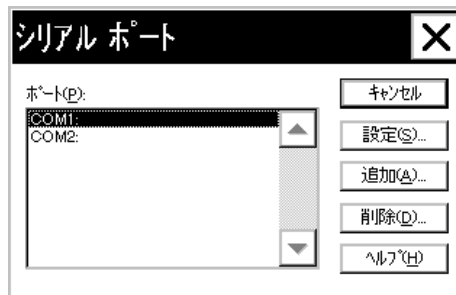 シリアル ポート
ポート(P):
COM1:
COM2:
キャンセル
設定(S)...
追加(A)...
削除(D)...
ヘルプ(H)